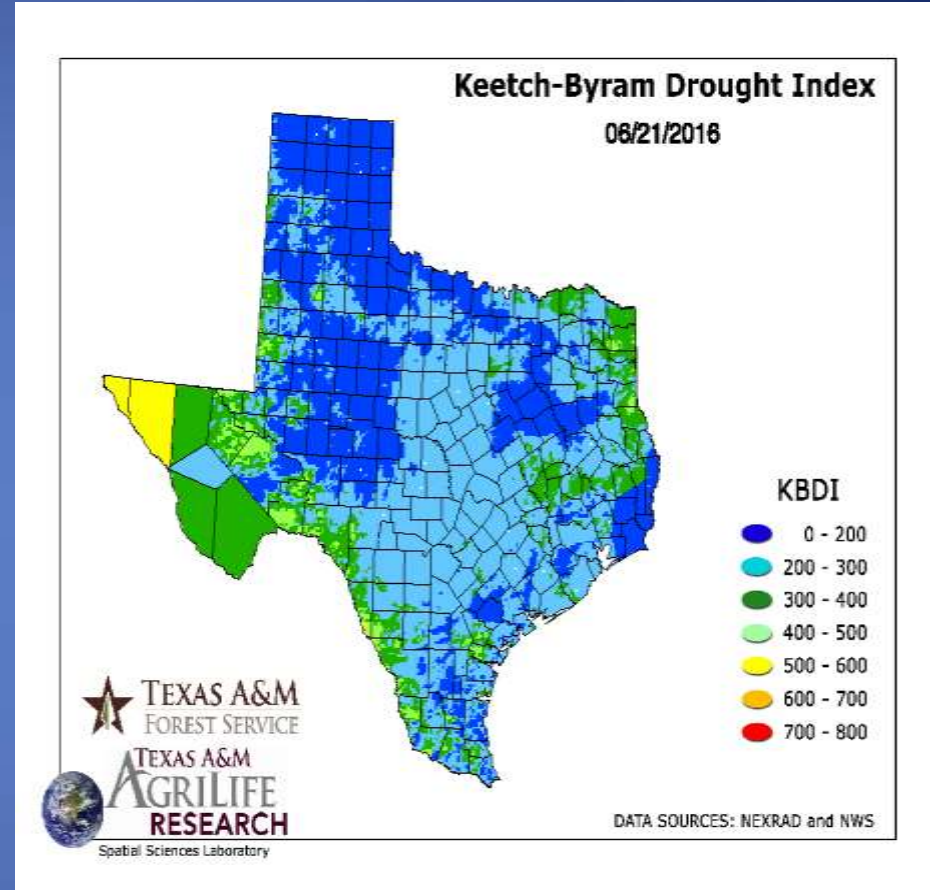 Keetch-Byram Drought Index
06/21/2016
KBDI
0 - 200
200 - 300
300 - 400
400 - 500
500 - 600
600 - 700
700 - 800
TEXAS A&M
FOREST SERVICE
TEXAS A&M
AGRILIFE
RESEARCH
Spatial Sciences Laboratory
DATA SOURCES: NEXRAD and NWS